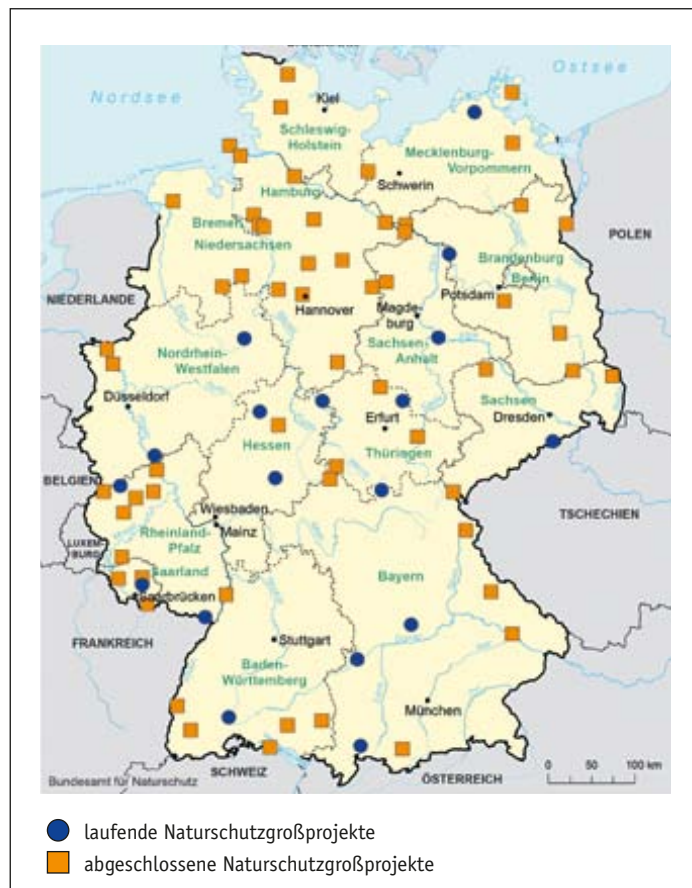 Nordsee
Ostsee
Kiel
Schleswig-
Holstein
Mecklenburg-
Vorpommern
Hamburg
Schwerin
Bremen
Niedersachsen
Brandenburg
Berlin
POLEN
Potsdam
NIEDERLANDE
Hannover
Magde-
burg
Sachsen-
Anhalt
Nordrhein-
Westfalen
Düsseldorf
Sachsen
Dresden
Erfurt
Thüringen
Hessen
BELGIEN
Wiesbaden
Mainz
TSCHECHIEN
LUXEM-
BURG
Rheinland-
Pfalz
Saarland
Saarbrücken
Bayern
FRANKREICH
Stuttgart
Baden-
Württemberg
München
SCHWEIZ
ÖSTERREICH
Bundesamt für Naturschutz
0 50 100 km
laufende Naturschutzgroßprojekte
abgeschlossene Naturschutzgroßprojekte